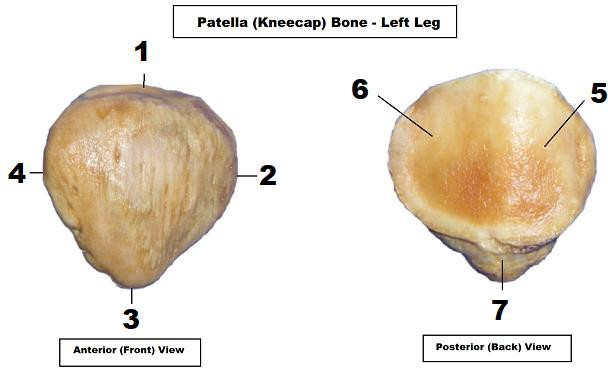 Patella (Kneecap) Bone - Left Leg
1
6
5
4
2
3
7
Anterior (Front) View
Posterior (Back) View